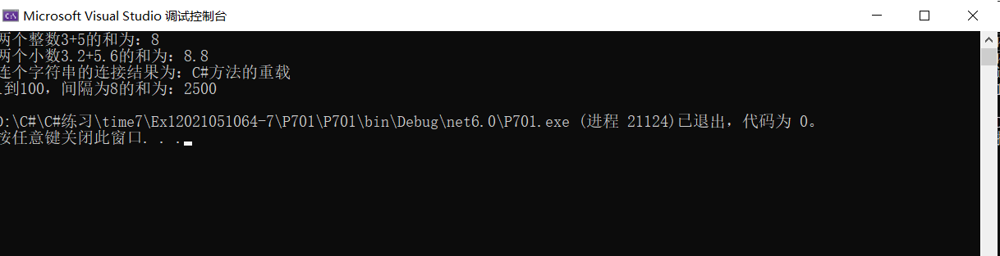 Microsoft Visual Studio 调试控制台
两个整数3+5的和为：8
两个小数3.2+5.6的和为：8.8
连个字符串的连接结果为：C#方法的重载
1到100，间隔为8的和为：2500

D:\C#\C#练习\time7\Ex12021051064-7\P701\P701\bin\Debug\net6.0\P701.exe (进程 21124)已退出，代码为 0。
按任意键关闭此窗口. . .